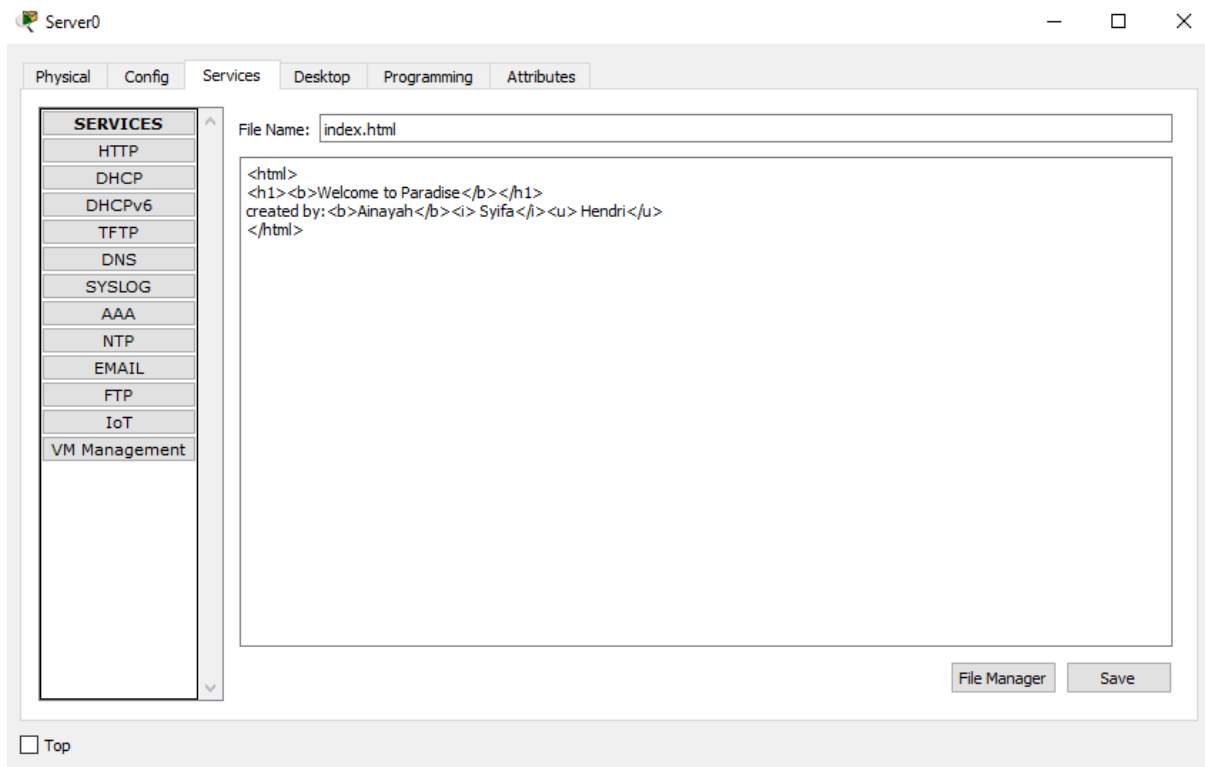 Server0
Physical Config Services Desktop Programming Attributes
SERVICES
HTTP
DHCP
DHCPv6
TFTP
DNS
SYSLOG
AAA
NTP
EMAIL
FTP
IoT
VM Management
File Name: index.html
<html>
<h1><b>Welcome to Paradise</b></h1>
created by:<b>Ainayah</b><i> Syifa</i><u> Hendri</u>
</html>
File Manager Save
Top